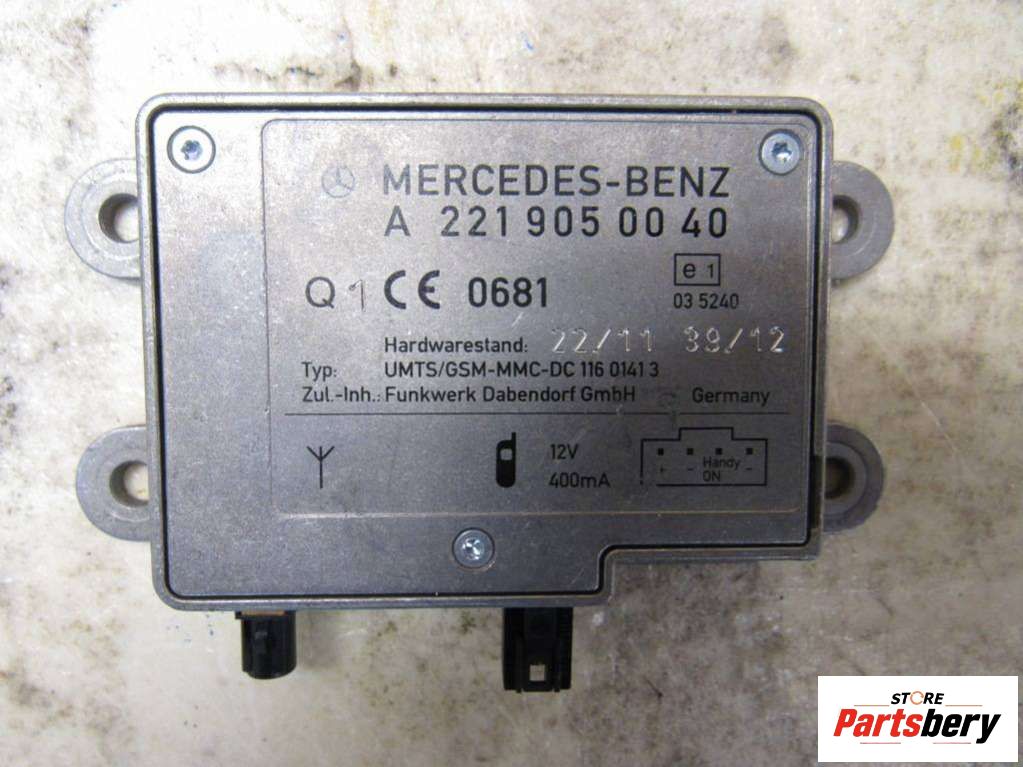 MERCEDES-BENZ
A 221 905 00 40
Q 1 CE 0681
e 1
03 5240
Hardwarestand: 22/11 39/12
Typ: UMTS/GSM-MMC-DC 116 0141 3
Zul.-Inh.: Funkwerk Dabendorf GmbH Germany
12V
400mA
+ - Handy -
ON
STORE
Partsbery